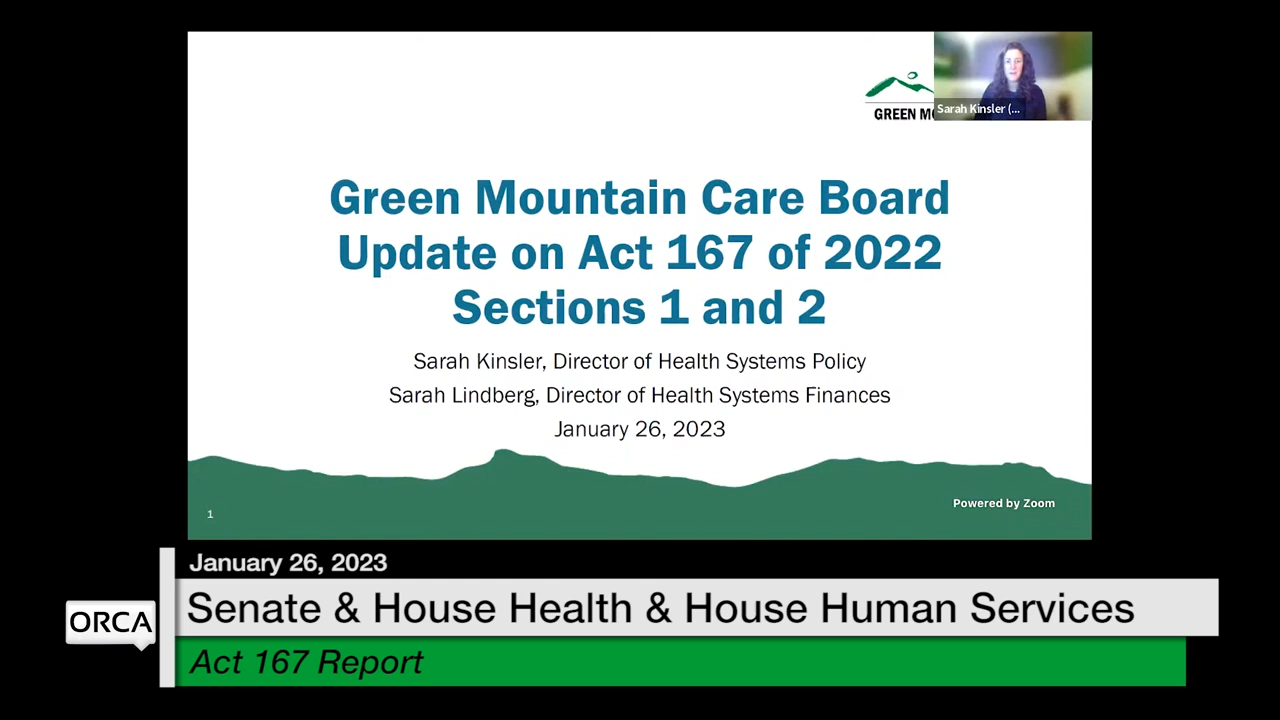 GREEN MO
Sarah Kinsler (...
Green Mountain Care Board
Update on Act 167 of 2022
Sections 1 and 2
Sarah Kinsler, Director of Health Systems Policy
Sarah Lindberg, Director of Health Systems Finances
January 26, 2023
Powered by Zoom
1
January 26, 2023
ORCA
Senate & House Health & House Human Services
Act 167 Report